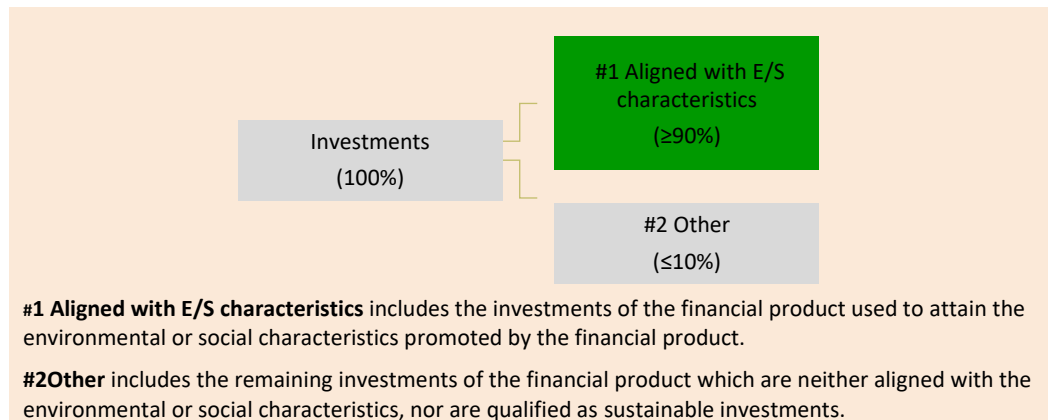 #1 Aligned with E/S
characteristics
(≥90%)
Investments
(100%)
#2 Other
(≤10%)
#1 Aligned with E/S characteristics includes the investments of the financial product used to attain the
environmental or social characteristics promoted by the financial product.
#2Other includes the remaining investments of the financial product which are neither aligned with the
environmental or social characteristics, nor are qualified as sustainable investments.